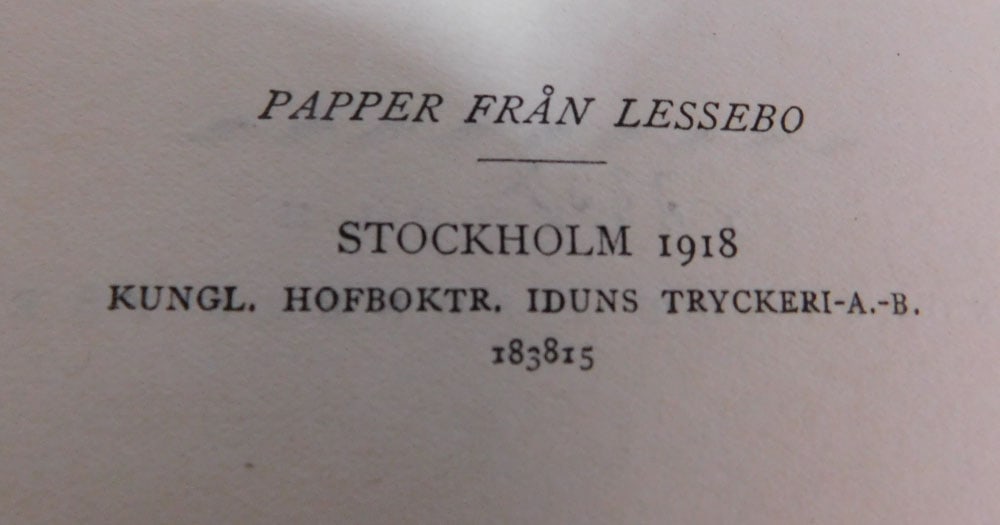 PAPPER FRÅN LESSEBO
STOCKHOLM 1918
KUNGL. HOFBOKTR. IDUNS TRYCKERI-A.-B.
183815